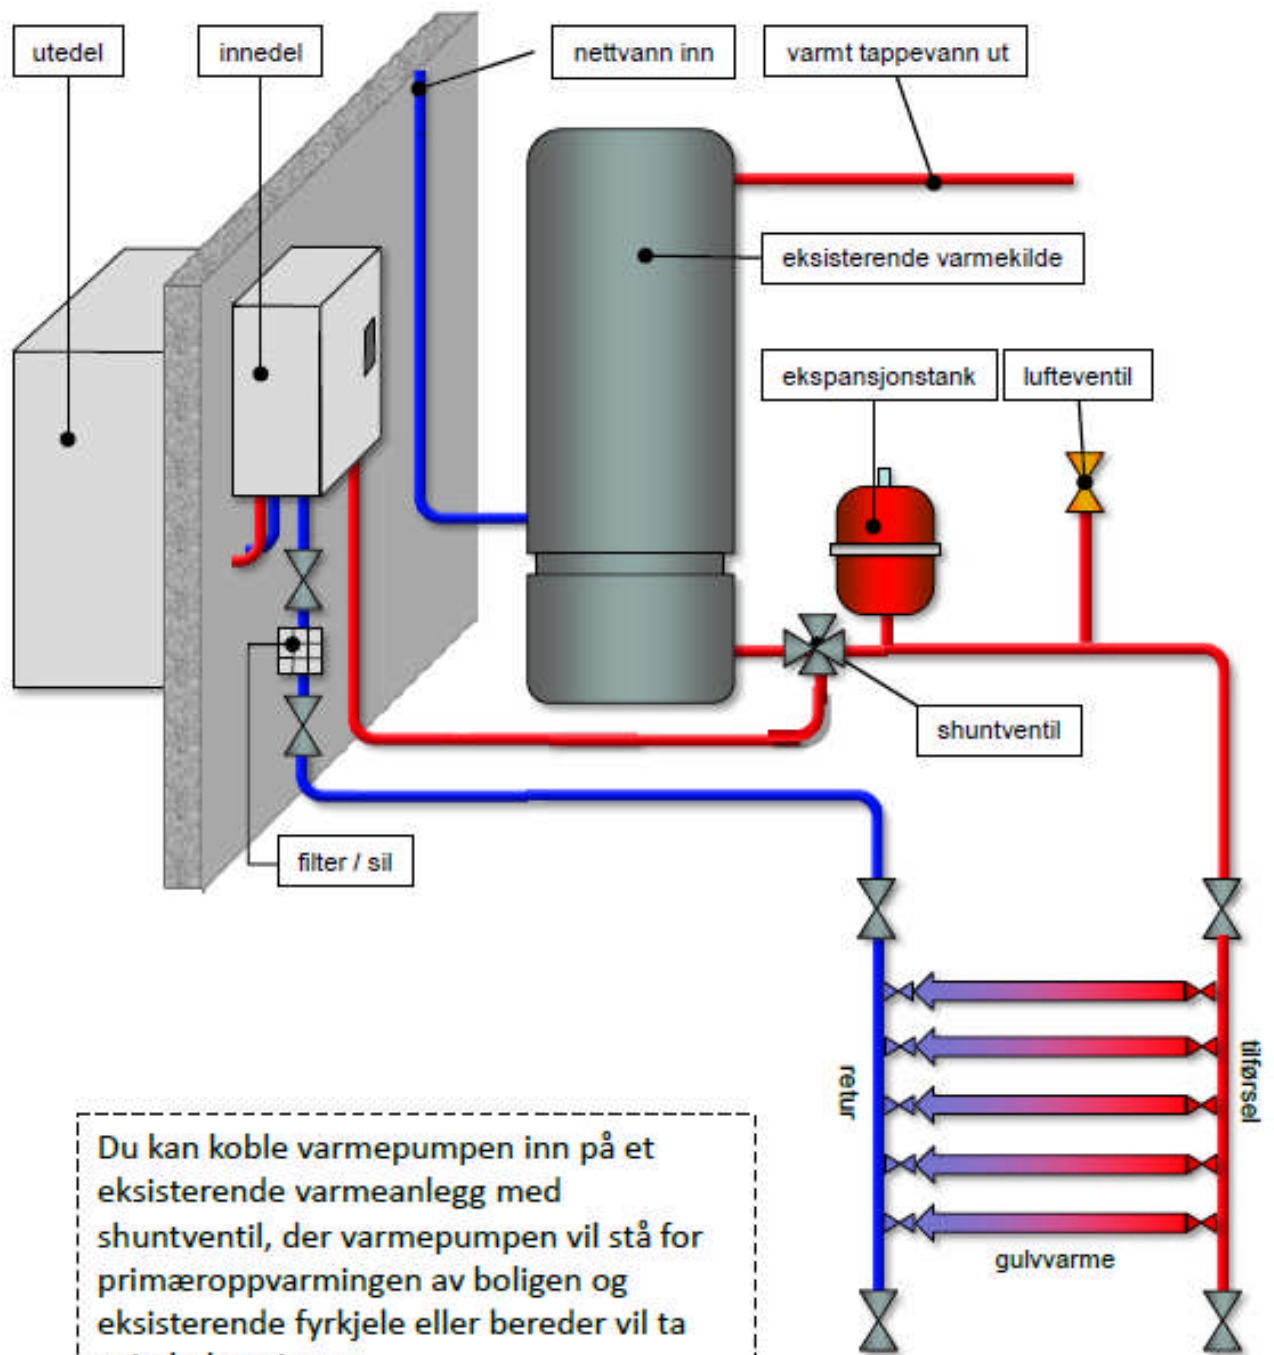 utedel
innedel
nettvann inn
varmt tappevann ut
eksisterende varmekilde
ekspansjonstank
lufteventil
shuntventil
filter / sil
retur
tilførsel
gulvvarme
Du kan koble varmepumpen inn på et
eksisterende varmeanlegg med
shuntventil, der varmepumpen vil stå for
primæroppvarmingen av boligen og
eksisterende fyrkjele eller bereder vil ta